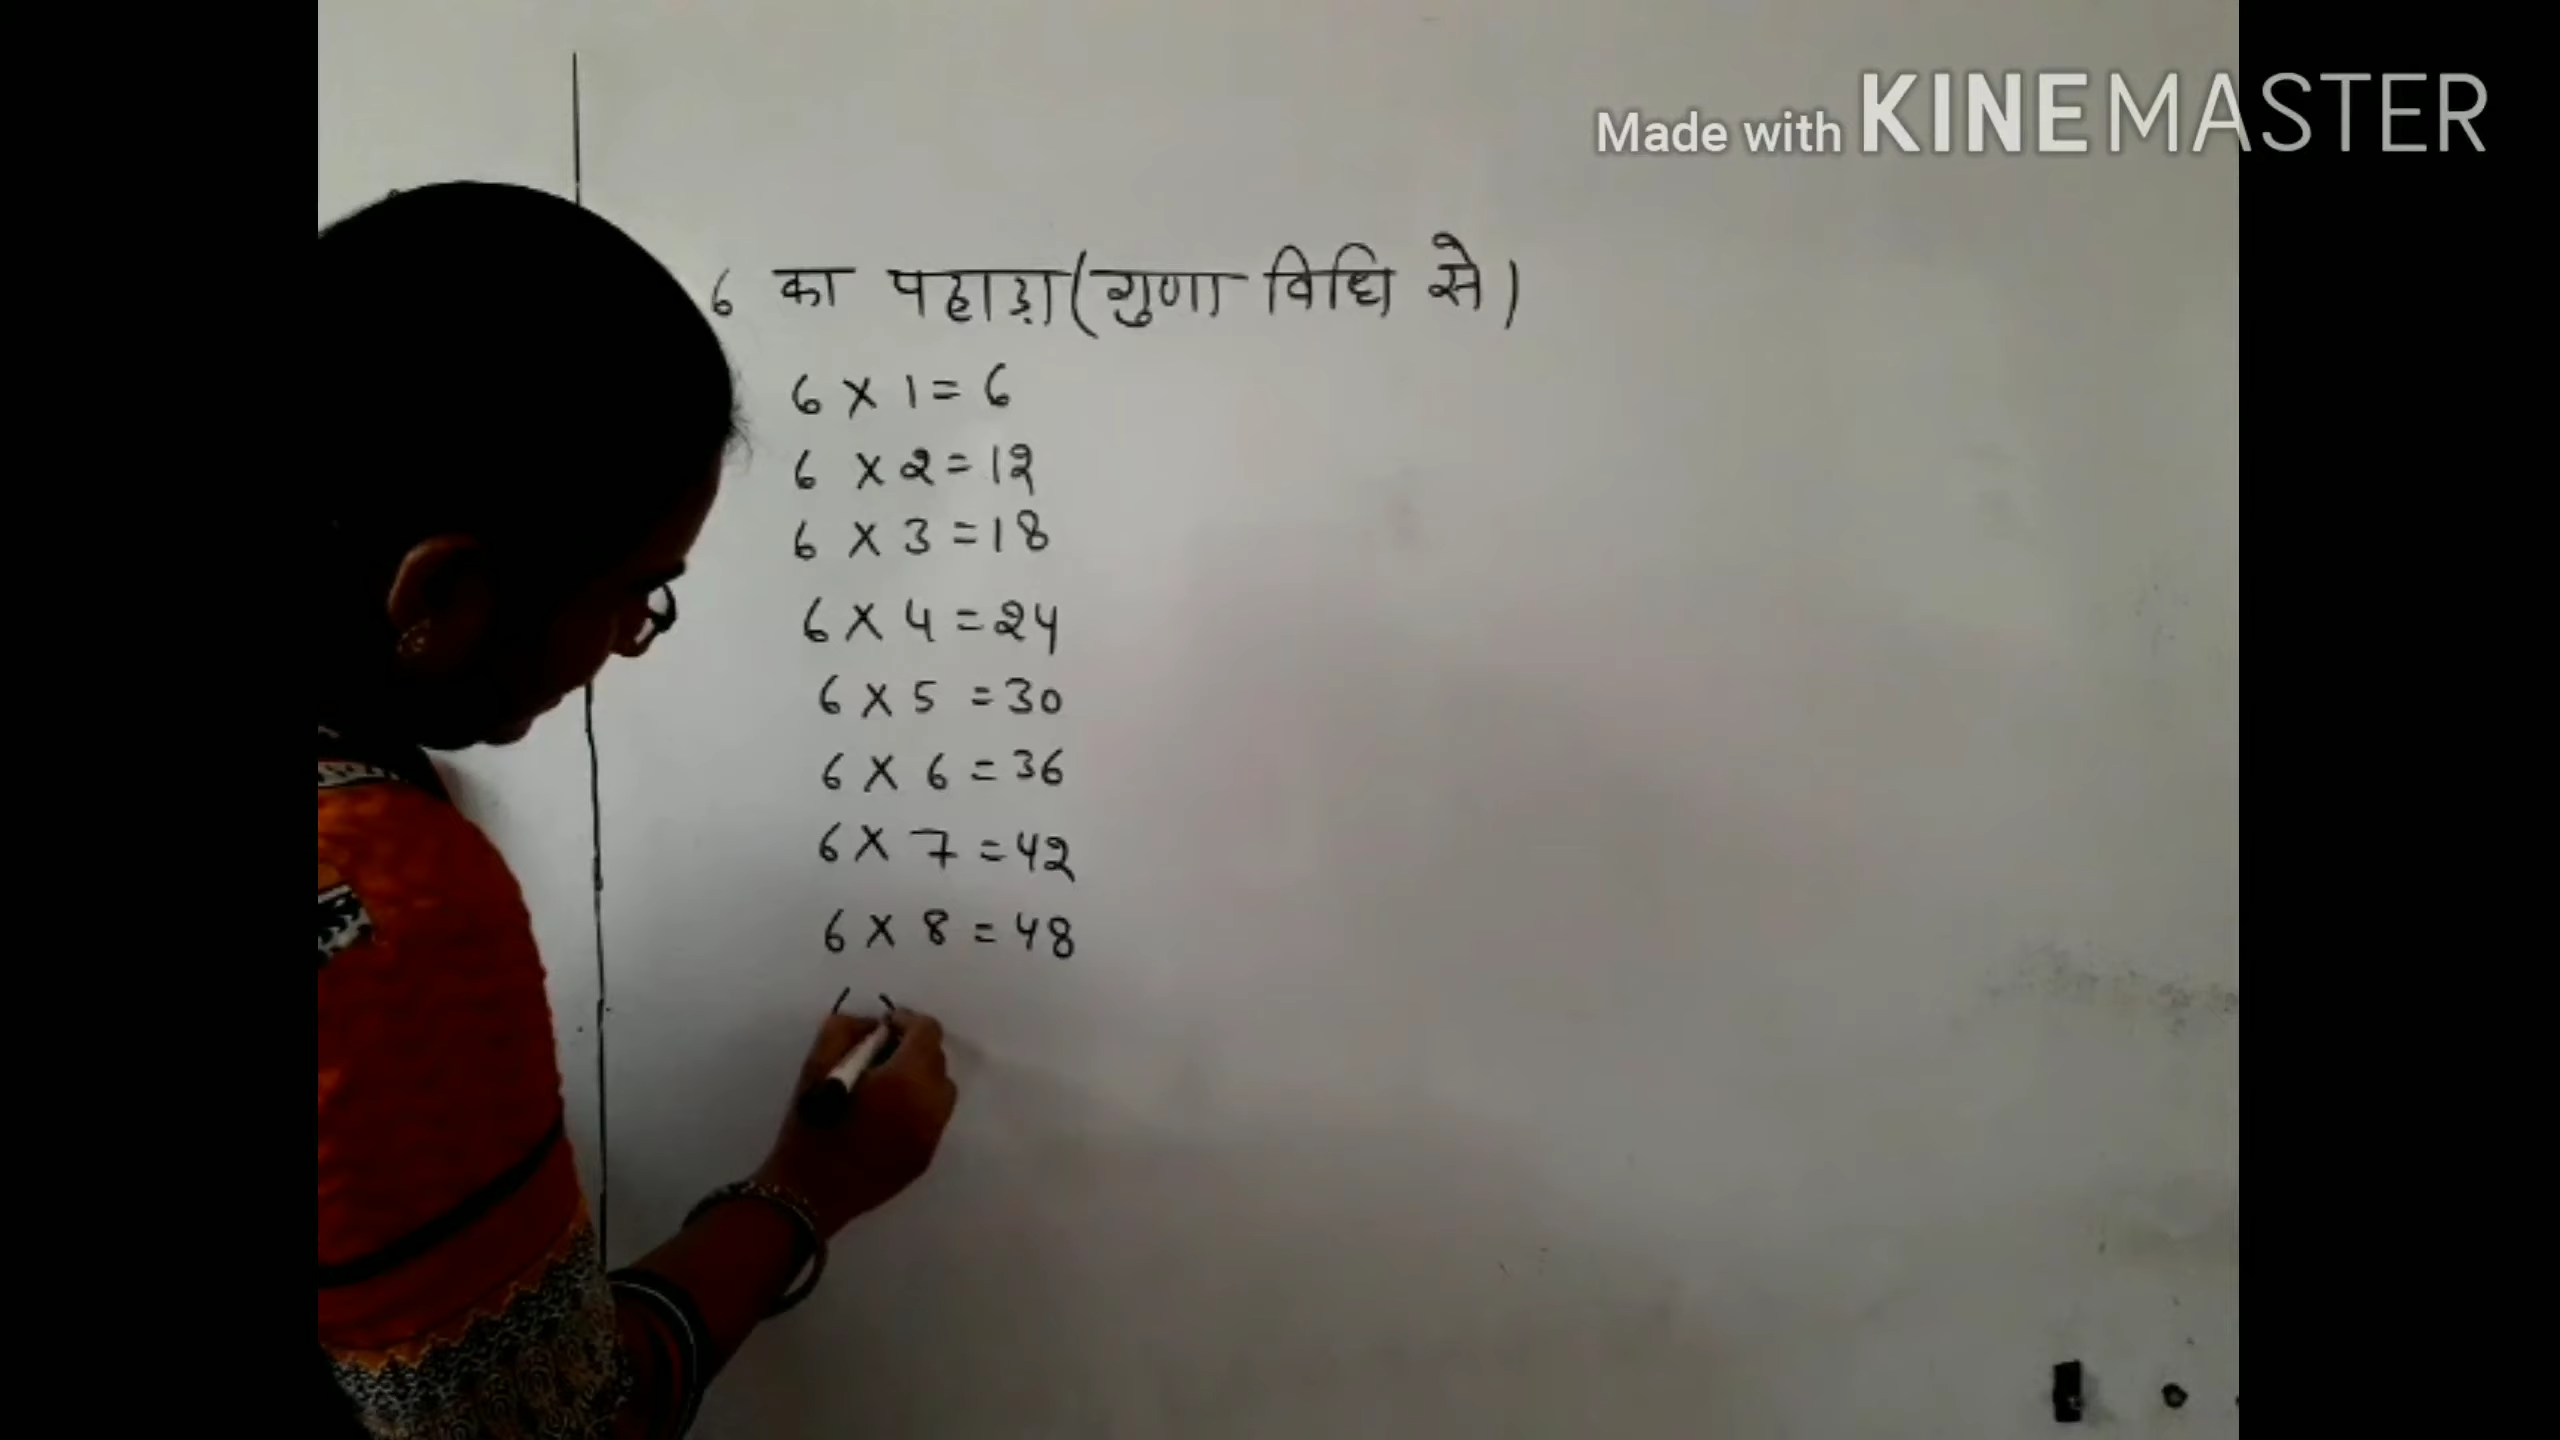 Made with KINEMASTER
6 का पहाड़ा (गुणा विधि से)
6 X 1 = 6
6 X 2 = 12
6 X 3 = 18
6 X 4 = 24
6 X 5 = 30
6 X 6 = 36
6 X 7 = 42
6 X 8 = 48